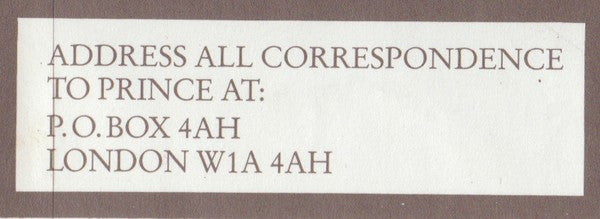 ADDRESS ALL CORRESPONDENCE
TO PRINCE AT:
P.O. BOX 4AH
LONDON W1A 4AH